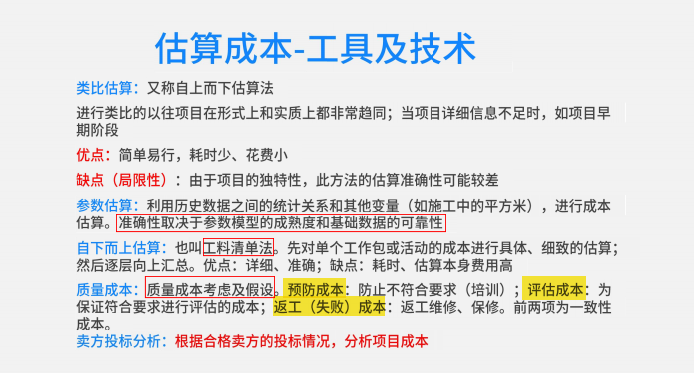 估算成本-工具及技术
类比估算：又称自上而下估算法
进行类比的以往项目在形式上和实质上都非常趋同；当项目详细信息不足时，如项目早
期阶段
优点：简单易行，耗时少、花费小
缺点（局限性）：由于项目的独特性，此方法的估算准确性可能较差
参数估算：利用历史数据之间的统计关系和其他变量（如施工中的平方米），进行成本
估算。准确性取决于参数模型的成熟度和基础数据的可靠性
自下而上估算：也叫工料清单法。先对单个工作包或活动的成本进行具体、细致的估算；
然后逐层向上汇总。优点：详细、准确；缺点：耗时、估算本身费用高
质量成本：质量成本考虑及假设。预防成本：防止不符合要求（培训）；评估成本：为
保证符合要求进行评估的成本；返工（失败）成本：返工维修、保修。前两项为一致性
成本。
卖方投标分析：根据合格卖方的投标情况，分析项目成本